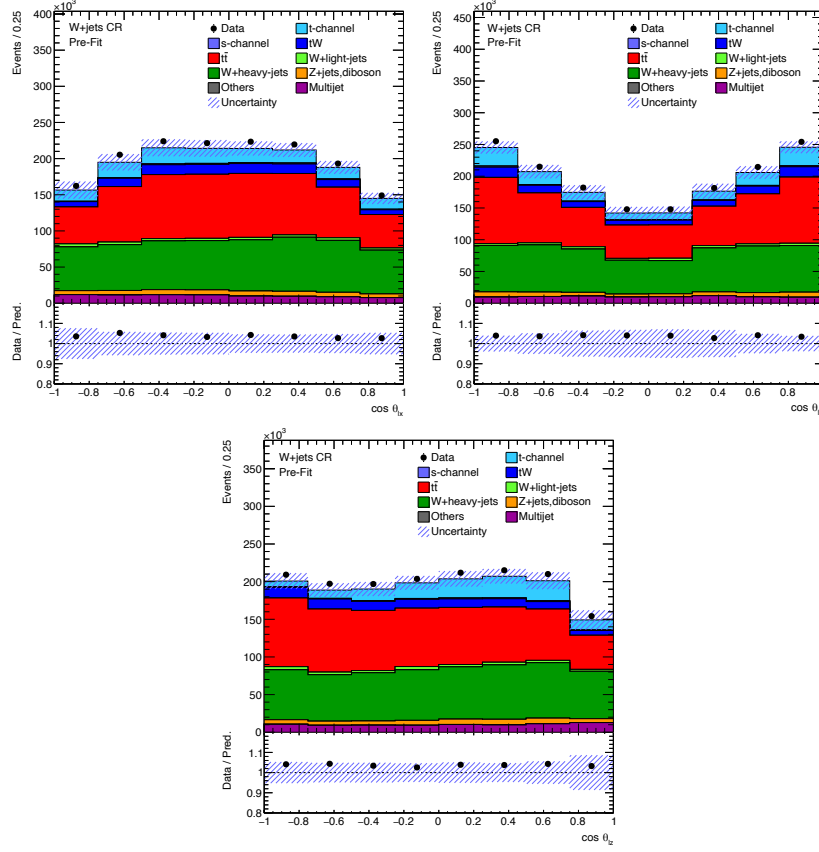 ×10³
Events / 0.25
W+jets CR
Pre-Fit
Data
t-channel
s-channel
tW
tt̄
W+light-jets
W+heavy-jets
Z+jets,diboson
Others
Multijet
Uncertainty
400
350
300
250
200
150
100
50
0
Data / Pred.
1.1
1
0.9
0.8
−1 −0.8 −0.6 −0.4 −0.2 0 0.2 0.4 0.6 0.8 1
cos θlx
×10³
Events / 0.25
W+jets CR
Pre-Fit
Data
t-channel
s-channel
tW
tt̄
W+light-jets
W+heavy-jets
Z+jets,diboson
Others
Multijet
Uncertainty
450
400
350
300
250
200
150
100
50
0
Data / Pred.
1.1
1
0.9
0.8
−1 −0.8 −0.6 −0.4 −0.2 0 0.2 0.4 0.6 0.8 1
cos θ
×10³
Events / 0.25
W+jets CR
Pre-Fit
Data
t-channel
s-channel
tW
tt̄
W+light-jets
W+heavy-jets
Z+jets,diboson
Others
Multijet
Uncertainty
350
300
250
200
150
100
50
0
Data / Pred.
1.1
1
0.9
0.8
−1 −0.8 −0.6 −0.4 −0.2 0 0.2 0.4 0.6 0.8 1
cos θlz